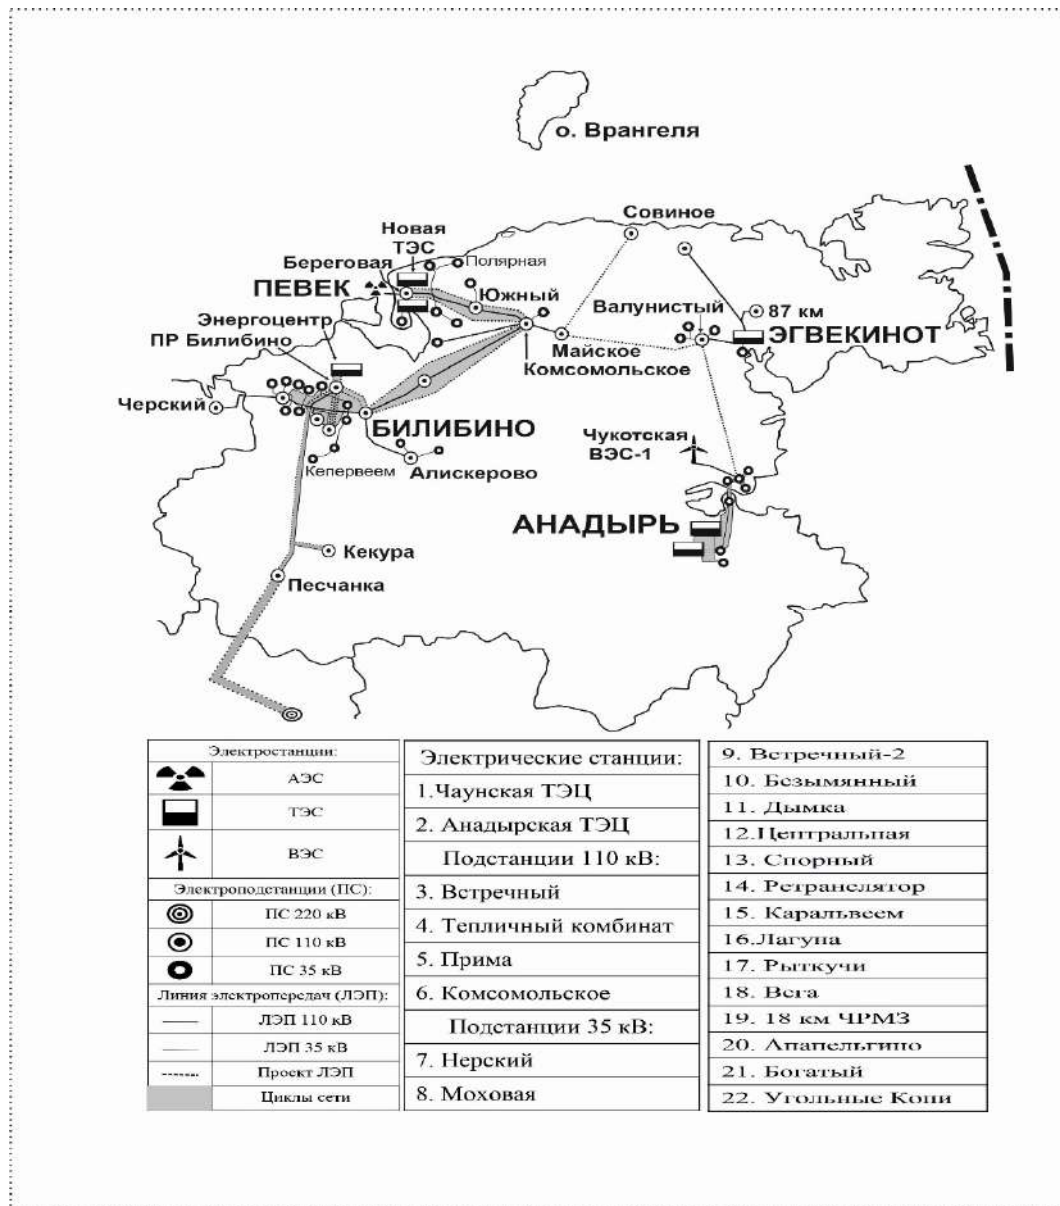 о. Врангеля
Совиное
Новая
ТЭС
Полярная
Береговая
ПЕВЕК
Южный
Валунистый
87 км
Энергоцентр
ЭГВЕКИНОТ
ПР Билибино
Майское
Комсомольское
Черский
БИЛИБИНО
Чукотская
ВЭС-1
Кепервеем
Алискерово
АНАДЫРЬ
Кекура
Песчанка
Электростанции:
АЭС
ТЭС
ВЭС
Электроподстанции (ПС):
ПС 220 кВ
ПС 110 кВ
ПС 35 кВ
Линия электропередач (ЛЭП):
ЛЭП 110 кВ
ЛЭП 35 кВ
Проект ЛЭП
Циклы сети
Электрические станции:
1.Чаунская ТЭЦ
2. Анадырская ТЭЦ
Подстанции 110 кВ:
3. Встречный
4. Тепличный комбинат
5. Прима
6. Комсомольское
Подстанции 35 кВ:
7. Нерский
8. Моховая
9. Встречный-2
10. Безымянный
11. Дымка
12.Центральная
13. Спорный
14. Ретранслятор
15. Каральвеем
16.Лагуна
17. Рыткучи
18. Вега
19. 18 км ЧРМЗ
20. Апапельгино
21. Богатый
22. Угольные Копи